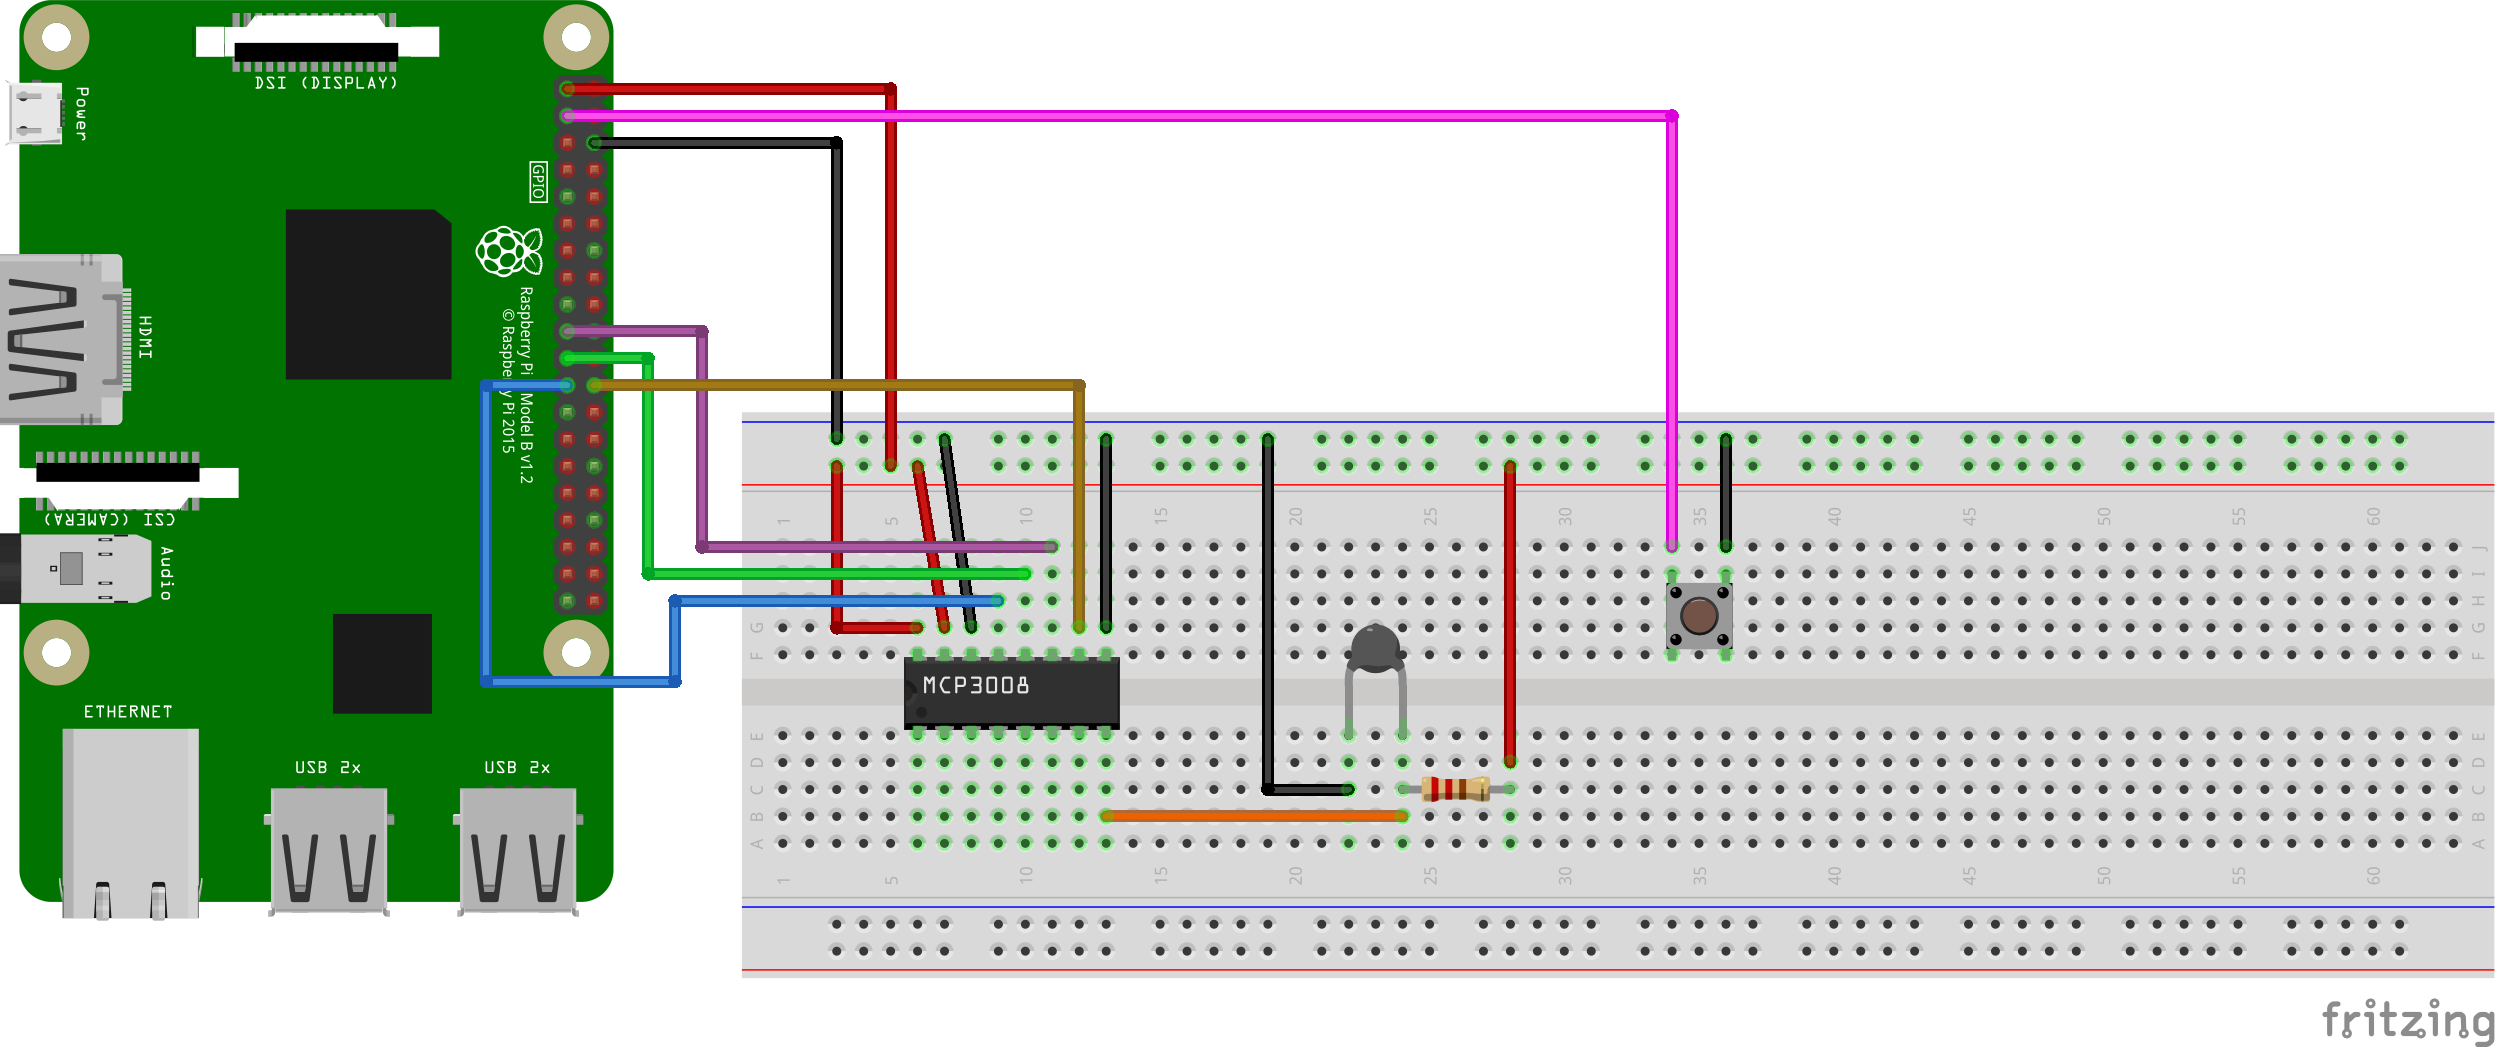 DSI (DISPLAY)
Power
GPIO
Raspberry Pi Model B v1.2
© Raspberry Pi 2015
HDMI
CSI (CAMERA)
Audio
ETHERNET
USB 2x
USB 2x
MCP3008
1 5 10 15 20 25 30 35 40 45 50 55 60
J
I
H
G G
F F
E E
D D
C C
B B
A A
1 5 10 15 20 25 30 35 40 45 50 55 60
fritzing